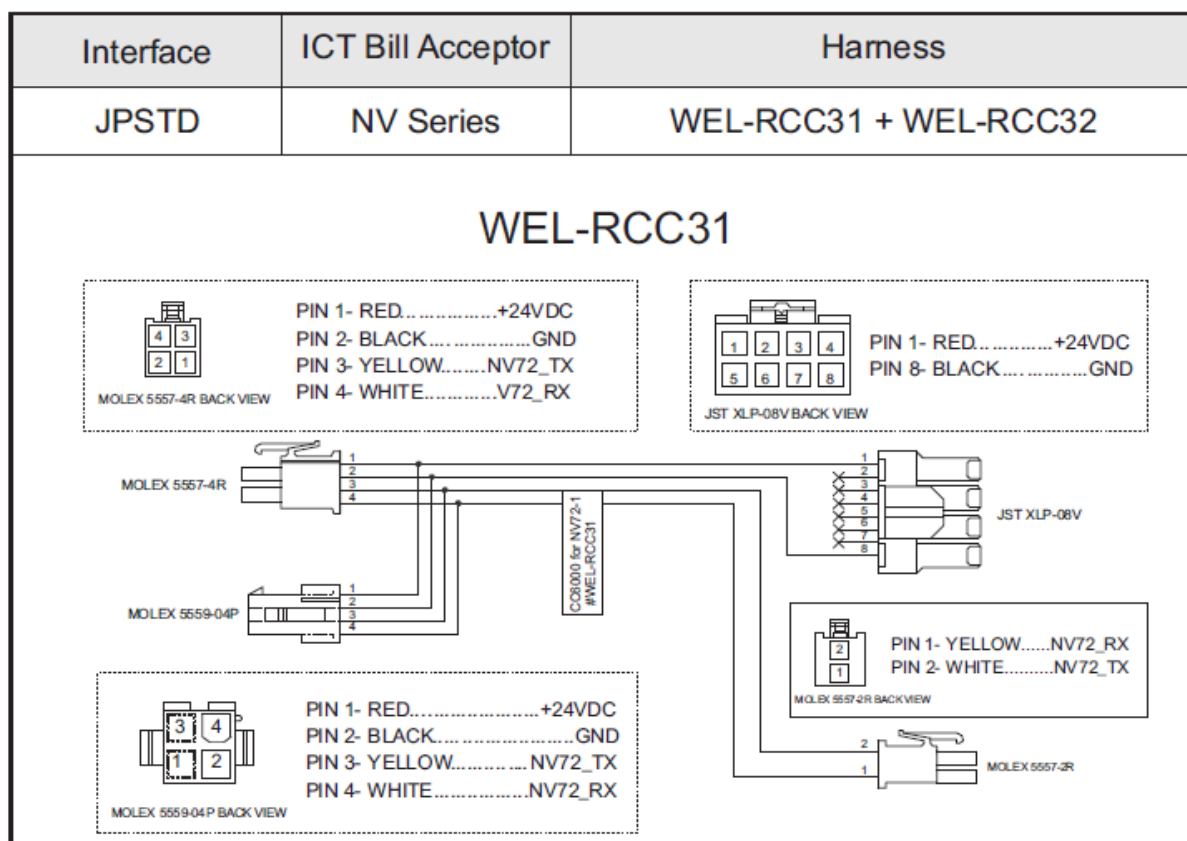 Interface ICT Bill Acceptor Harness
JPSTD NV Series WEL-RCC31 + WEL-RCC32
WEL-RCC31
4 3
2 1
MOLEX 5557-4R BACK VIEW
PIN 1- RED.................+24VDC
PIN 2- BLACK..................GND
PIN 3- YELLOW........NV72_TX
PIN 4- WHITE.............V72_RX
1 2 3 4
5 6 7 8
JST XLP-08V BACK VIEW
PIN 1- RED..............+24VDC
PIN 8- BLACK...............GND
MOLEX 5557-4R
1
2
3
4
1
2
3
4
5
6
7
8
JST XLP-08V
CC6000 for NV72-1
#WEL-RCC31
MOLEX 5559-04P
1
2
3
4
2
1
MOLEX 5557-2R BACK VIEW
PIN 1- YELLOW......NV72_RX
PIN 2- WHITE..........NV72_TX
3 4
1 2
MOLEX 5559-04P BACK VIEW
PIN 1- RED.......................+24VDC
PIN 2- BLACK........................GND
PIN 3- YELLOW..............NV72_TX
PIN 4- WHITE.................NV72_RX
2
1
MOLEX 5557-2R